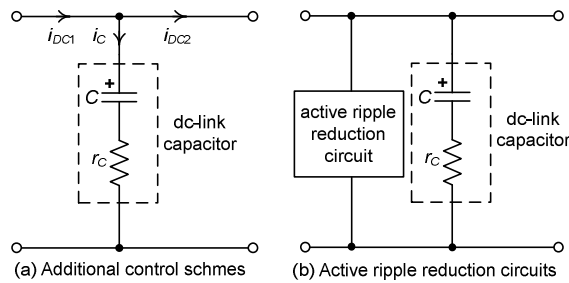 iDC1 iC iDC2
+
C
dc-link
capacitor
rC
(a) Additional control schmes
active ripple
reduction
circuit
+
C
dc-link
capacitor
rC
(b) Active ripple reduction circuits